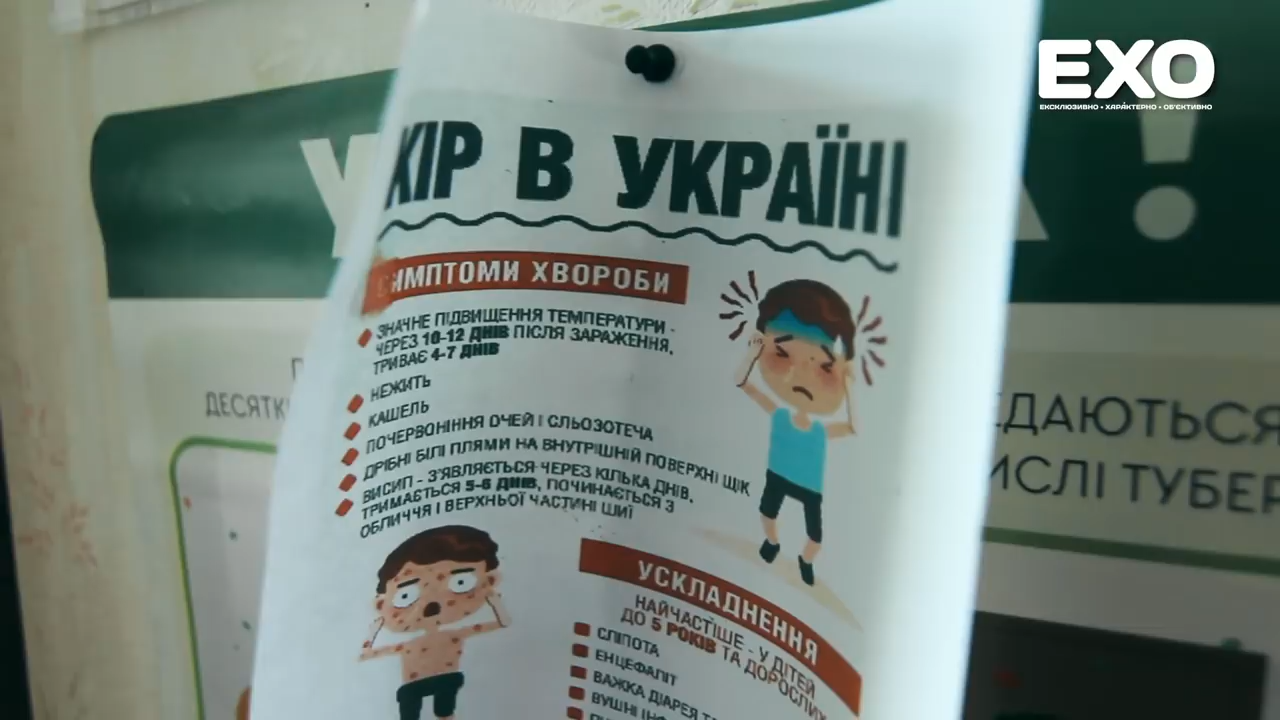 EXO
ЕКСКЛЮЗИВНО • ХАРАКТЕРНО • ОБ'ЄКТИВНО
КІР В УКРАЇНІ
СИМПТОМИ ХВОРОБИ
ЗНАЧНЕ ПІДВИЩЕННЯ ТЕМПЕРАТУРИ -
ЧЕРЕЗ 10-12 ДНІВ ПІСЛЯ ЗАРАЖЕННЯ,
ТРИВАЄ 4-7 ДНІВ
НЕЖИТЬ
КАШЕЛЬ
ПОЧЕРВОНІННЯ ОЧЕЙ І СЛЬОЗОТЕЧА
ДРІБНІ БІЛІ ПЛЯМИ НА ВНУТРІШНІЙ ПОВЕРХНІ ЩІК
ВИСИП - З'ЯВЛЯЄТЬСЯ ЧЕРЕЗ КІЛЬКА ДНІВ,
ТРИМАЄТЬСЯ 5-6 ДНІВ, ПОЧИНАЄТЬСЯ З
ОБЛИЧЧЯ І ВЕРХНЬОЇ ЧАСТИНІ ШИЇ
УСКЛАДНЕННЯ
НАЙЧАСТІШЕ - У ДІТЕЙ
ДО 5 РОКІВ ТА ДОРОСЛИХ
СЛІПОТА
ЕНЦЕФАЛІТ
ВАЖКА ДІАРЕЯ
ВУШНІ
ДЕСЯТК
ЕДАЮТЬСЯ
ИСЛІ ТУБЕР